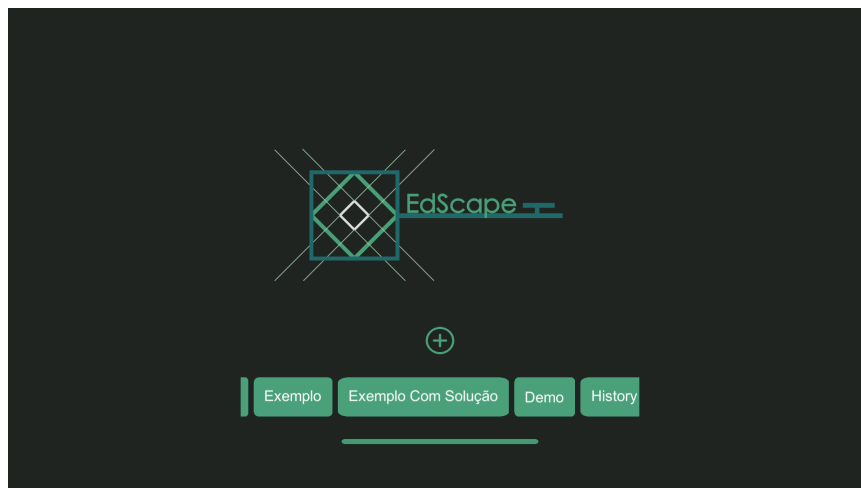 EdScape
Exemplo
Exemplo Com Solução
Demo
History